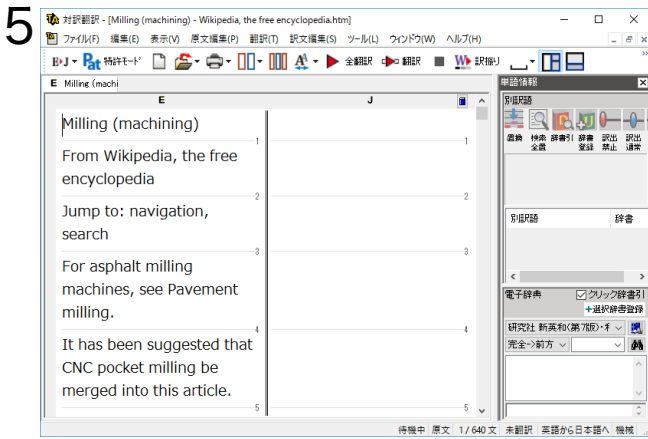 5
対訳翻訳 - [Milling (machining) - Wikipedia, the free encyclopedia.htm]
ファイル(F) 編集(E) 表示(V) 原文編集(P) 翻訳(T) 訳文編集(S) ツール(L) ウィンドウ(W) ヘルプ(H)
E›J Pat 特許モード 全翻訳 翻訳 W 訳振り
E Milling (machi
E J
Milling (machining)
1 1
From Wikipedia, the free
encyclopedia
2 2
Jump to: navigation,
search
3 3
For asphalt milling
machines, see Pavement
milling.
4 4
It has been suggested that
CNC pocket milling be
merged into this article.
5 5
単語情報
別訳語
置換 検索 辞書引 辞書 訳出 訳出
全置 登録 禁止 通常
別訳語 辞書
電子辞典 クリック辞書引
+選択辞書登録
研究社 新英和(第7版)・
完全->前方
待機中 原文 1 / 640 文 未翻訳 英語から日本語へ 機械